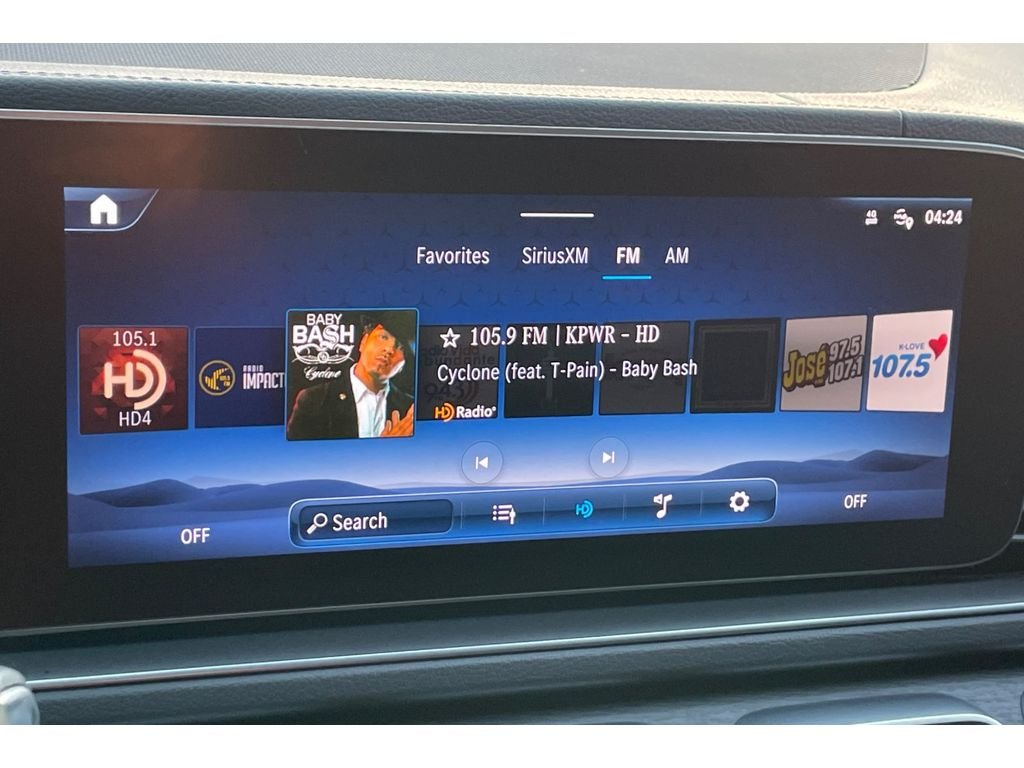 4G
04:24
Favorites SiriusXM FM AM
105.1
HD
HD4
RADIO
IMPACT
BABY
BASH
Cyclone
105.9 FM | KPWR - HD
Cyclone (feat. T-Pain) - Baby Bash
HD Radio
José 97.5
107.1
K-LOVE
107.5
OFF
Search
HD
OFF